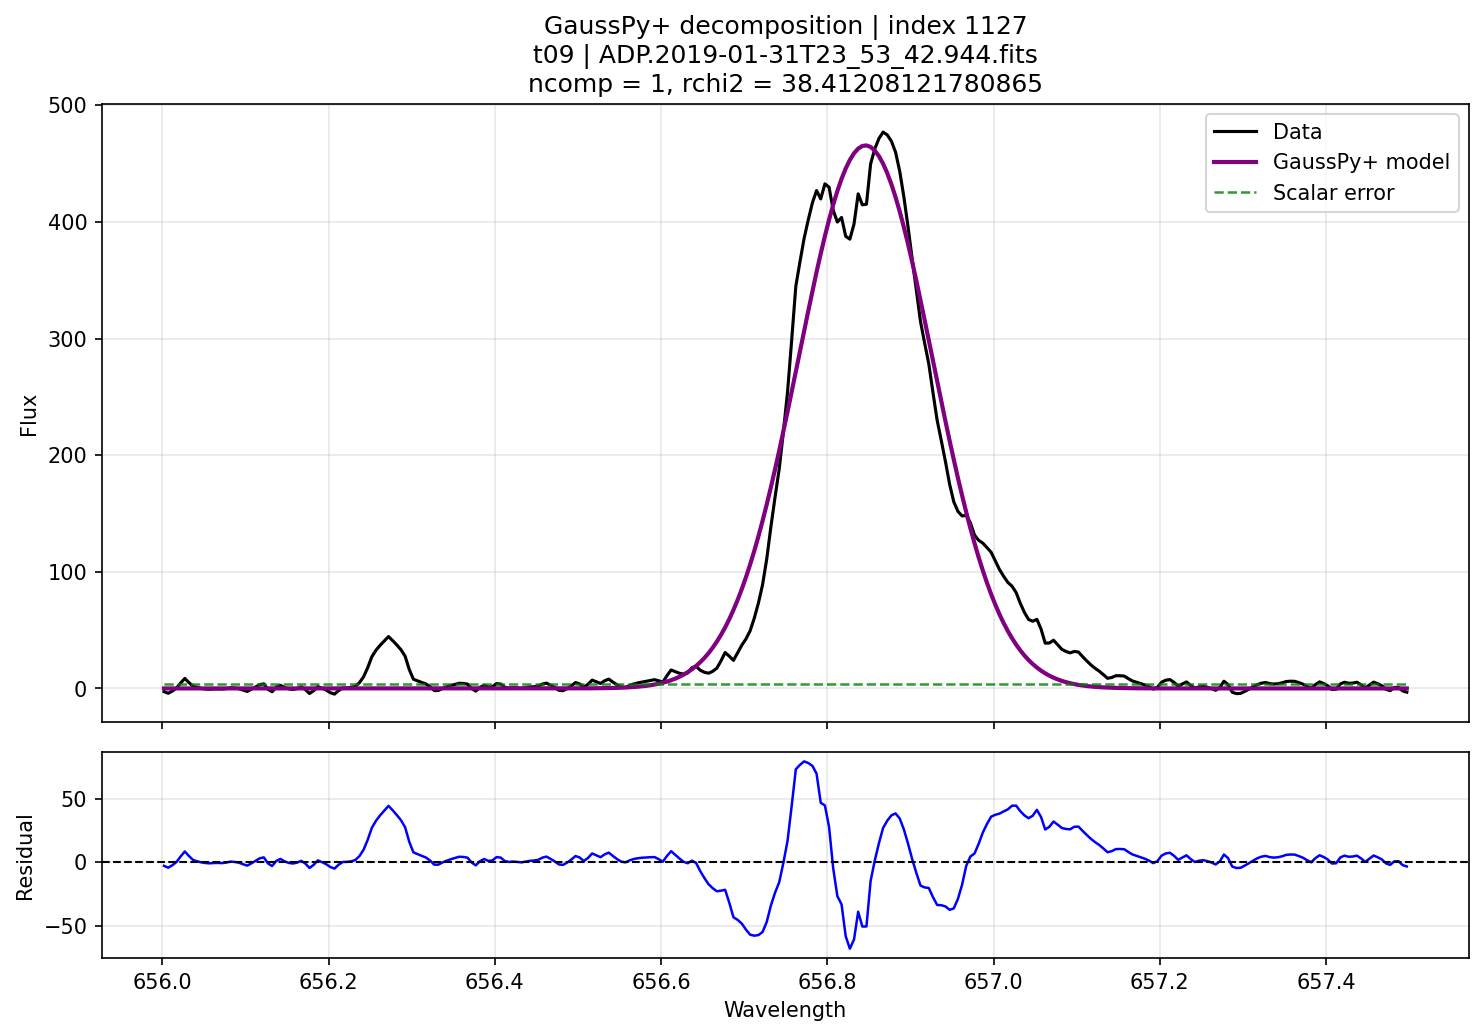 GaussPy+ decomposition | index 1127
t09 | ADP.2019-01-31T23_53_42.944.fits
ncomp = 1, rchi2 = 38.41208121780865
500
400
300
200
100
0
Flux
Data
GaussPy+ model
Scalar error
50
0
−50
Residual
656.0 656.2 656.4 656.6 656.8 657.0 657.2 657.4
Wavelength